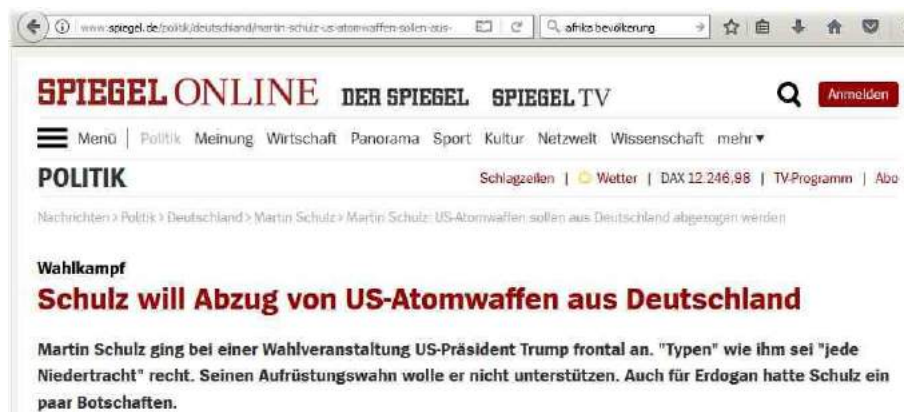 www.spiegel.de/politik/deutschland/martin-schulz-us-atomwaffen-sollen-aus-
afrika bevölkerung
SPIEGEL ONLINE DER SPIEGEL SPIEGEL TV
Anmelden
Menü | Politik Meinung Wirtschaft Panorama Sport Kultur Netzwelt Wissenschaft mehr
POLITIK
Schlagzeilen | Wetter | DAX 12.246,98 | TV-Programm | Abo
Nachrichten > Politik > Deutschland > Martin Schulz > Martin Schulz: US-Atomwaffen sollen aus Deutschland abgezogen werden
Wahlkampf
Schulz will Abzug von US-Atomwaffen aus Deutschland
Martin Schulz ging bei einer Wahlveranstaltung US-Präsident Trump frontal an. "Typen" wie ihm sei "jede
Niedertracht" recht. Seinen Aufrüstungswahn wolle er nicht unterstützen. Auch für Erdogan hatte Schulz ein
paar Botschaften.